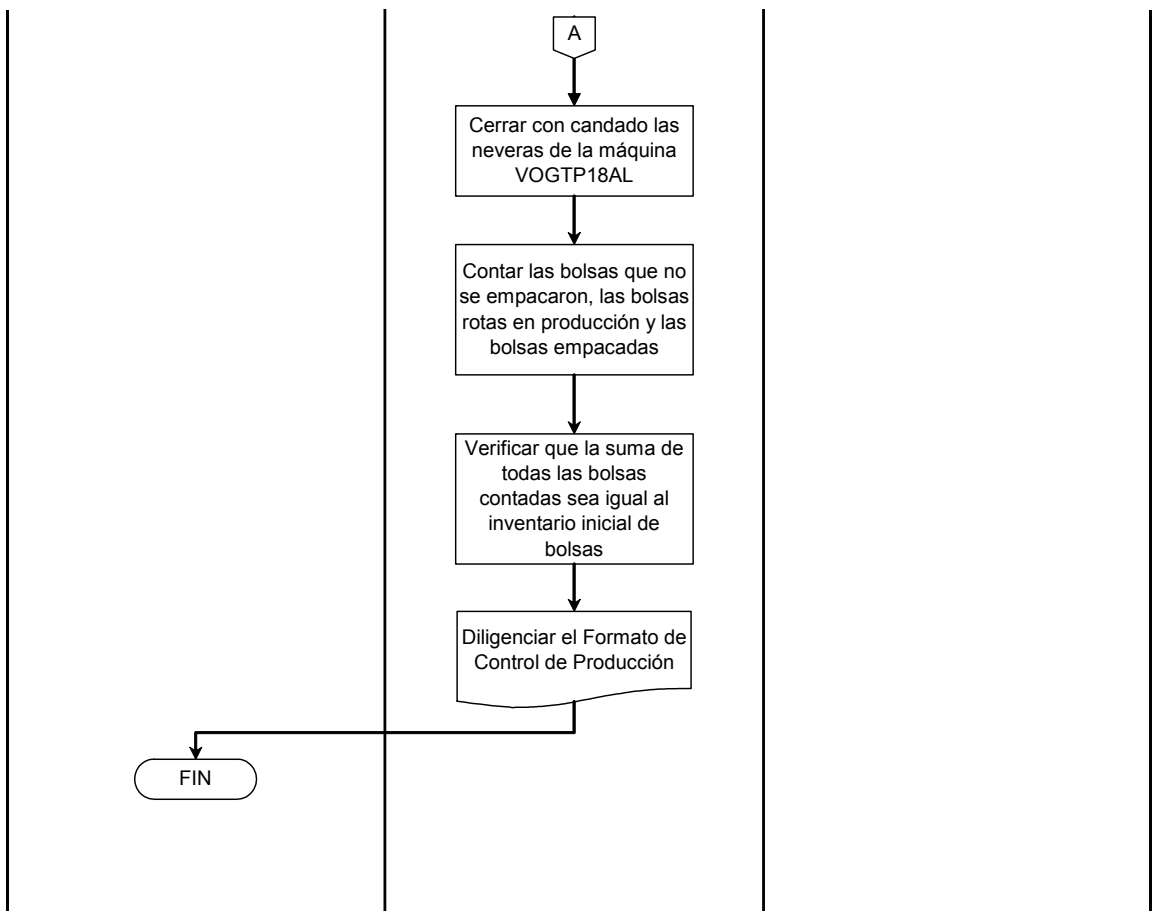 A
Cerrar con candado las
neveras de la máquina
VOGTP18AL
Contar las bolsas que no
se empacaron, las bolsas
rotas en producción y las
bolsas empacadas
Verificar que la suma de
todas las bolsas
contadas sea igual al
inventario inicial de
bolsas
Diligenciar el Formato de
Control de Producción
FIN